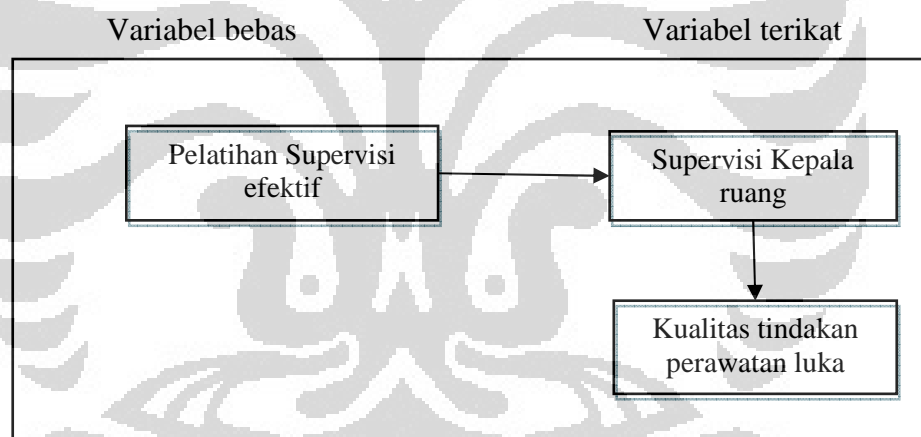 Variabel bebas
Variabel terikat
Pelatihan Supervisi
efektif
Supervisi Kepala
ruang
Kualitas tindakan
perawatan luka